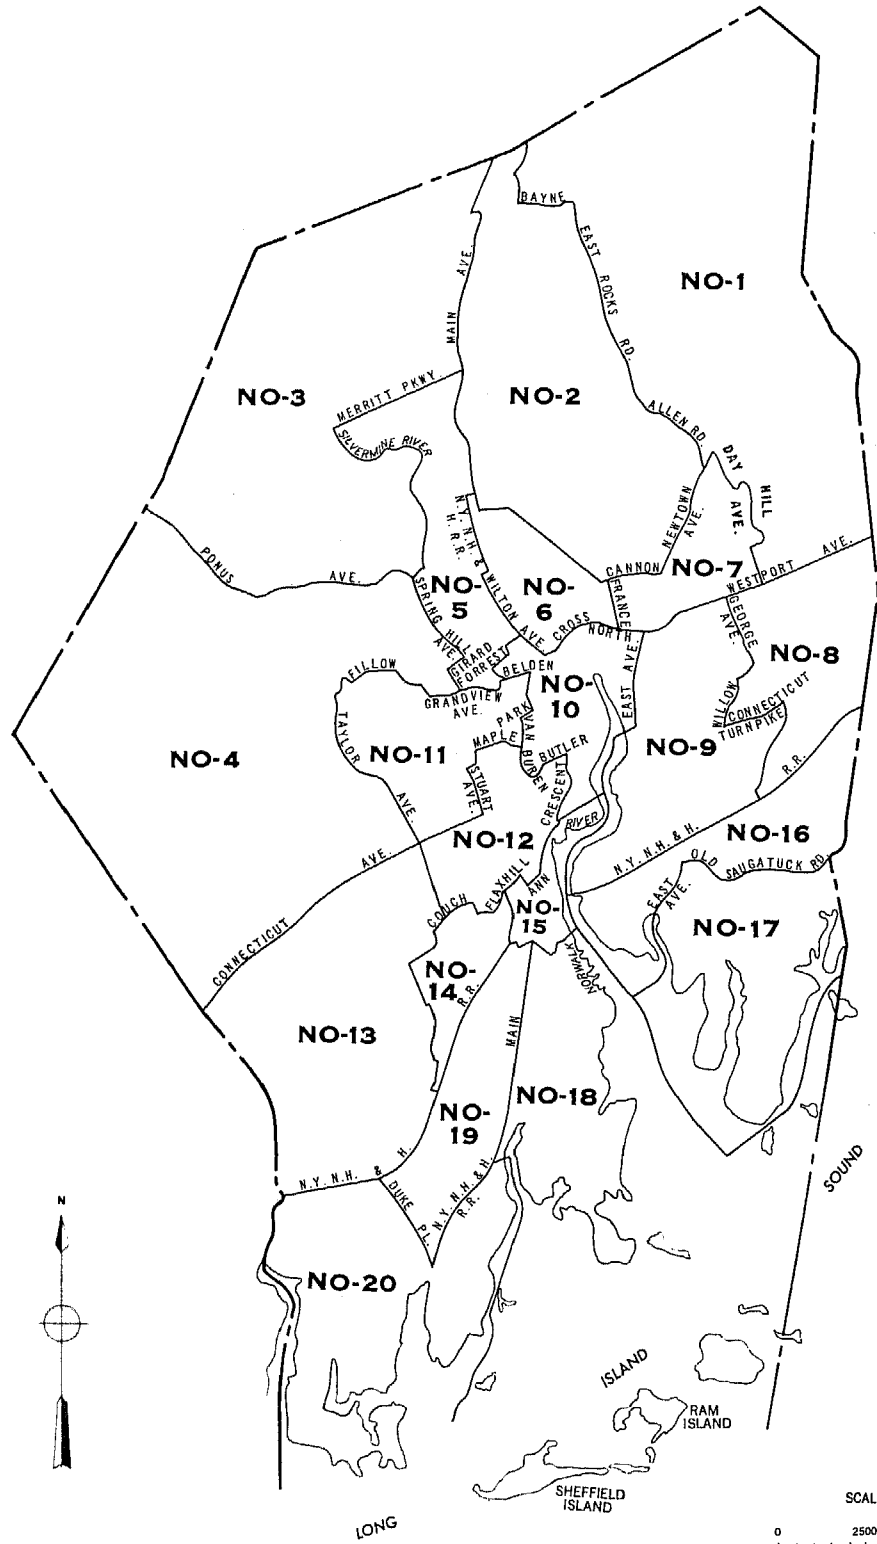 BAYNE
EAST ROCKS RD.
NO-1
MAIN AVE.
NO-3
MERRITT PKWY.
NO-2
SILVERMINE RIVER
ALLEN RD.
DAY HILL AVE.
N.Y. N.H. & H. R.R.
NEWTOWN AVE.
PONUS AVE.
CANNON
NO-7
WESTPORT AVE.
SPRING HILL AVE.
NO-5
WILTON AVE.
NO-6
FRANCE
CROSS
NORTH
GEORGE AVE.
NO-8
GIRARD
FORREST
BELDEN
FILLOW
GRANDVIEW AVE.
NO-10
EAST AVE.
WILLOW
CONNECTICUT TURNPIKE
TAYLOR AVE.
NO-11
PARK
MAPLE
VAN BUREN
BUTLER
NO-4
NO-9
STUART AVE.
CRESCENT
R.R.
NO-12
RIVER
N.Y. N.H. & H.
NO-16
CONNECTICUT AVE.
FLAXHILL
ANN
OLD SAUGATUCK RD.
COUCH
NO-15
EAST AVE.
NO-17
NO-14
R.R.
NORWALK
NO-13
MAIN
NO-18
NO-19
N.Y. N.H. & H.
DUKE PL.
N.Y. N.H. & H. R.R.
SOUND
N
NO-20
ISLAND
RAM ISLAND
SHEFFIELD ISLAND
LONG
SCAL
0 2500